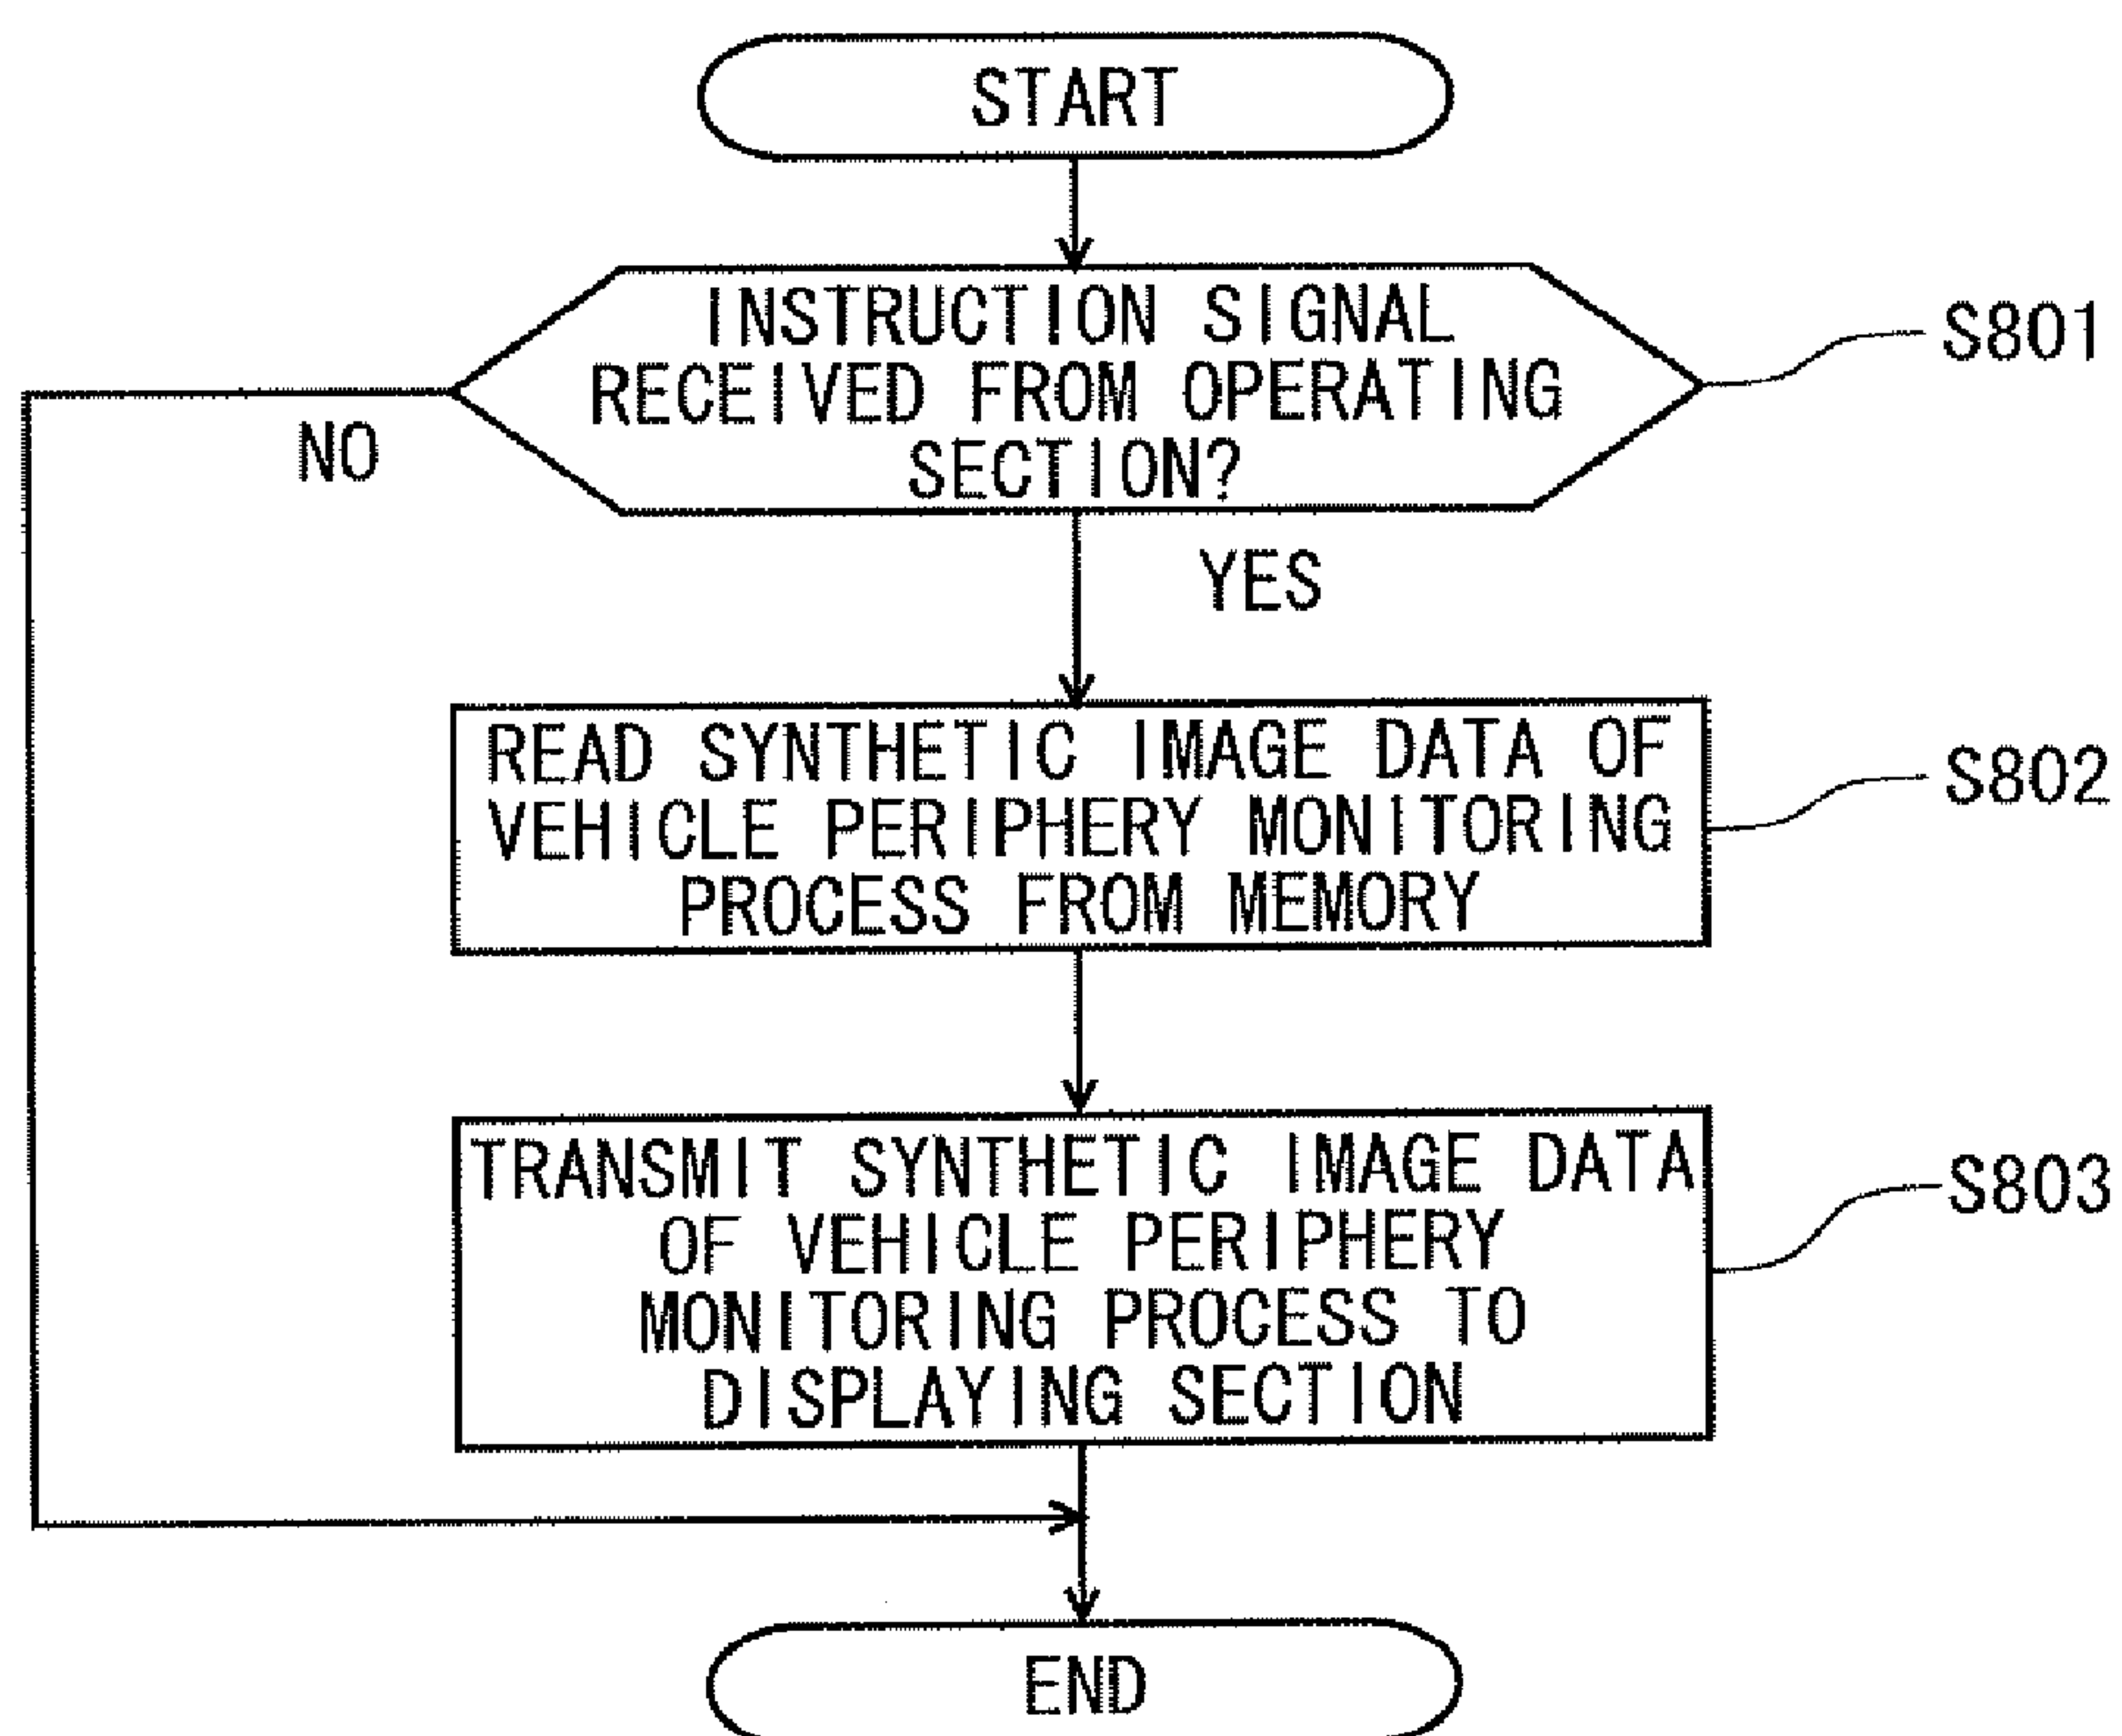 START
INSTRUCTION SIGNAL
RECEIVED FROM OPERATING
SECTION?
S801
NO
YES
READ SYNTHETIC IMAGE DATA OF
VEHICLE PERIPHERY MONITORING
PROCESS FROM MEMORY
S802
TRANSMIT SYNTHETIC IMAGE DATA
OF VEHICLE PERIPHERY
MONITORING PROCESS TO
DISPLAYING SECTION
S803
END